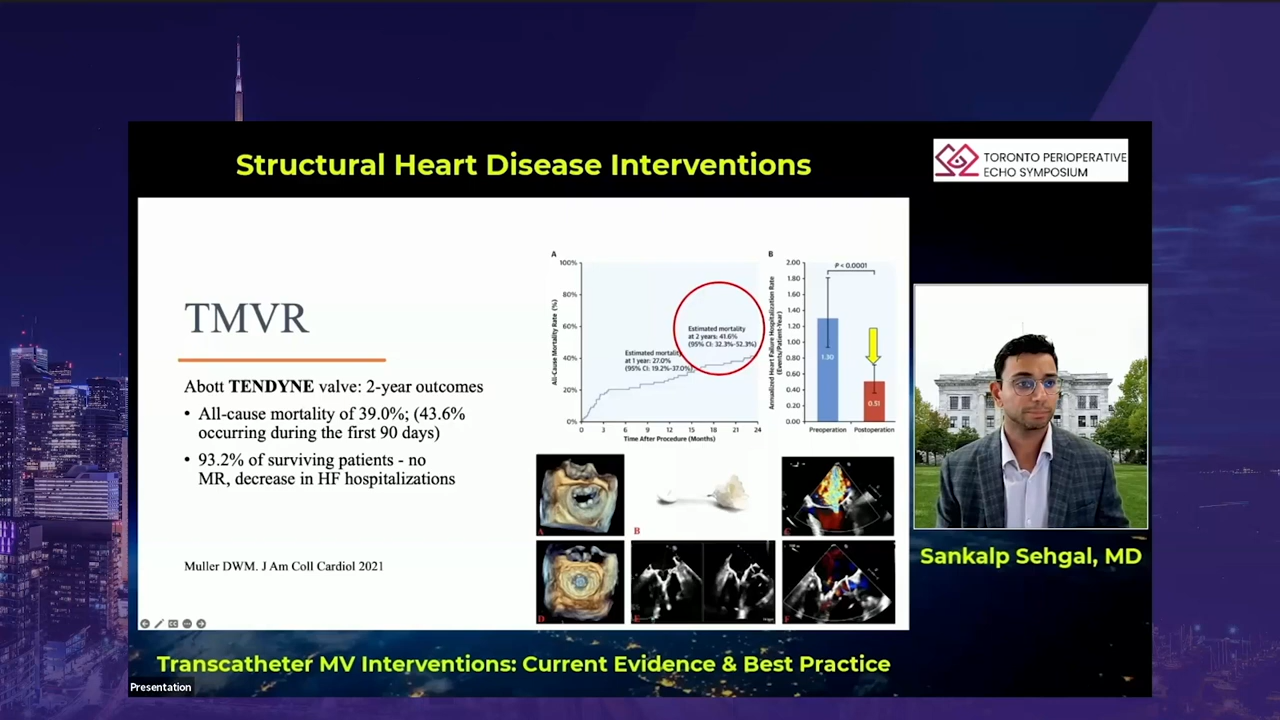 Structural Heart Disease Interventions
TORONTO PERIOPERATIVE
ECHO SYMPOSIUM
TMVR
Abott TENDYNE valve: 2-year outcomes
• All-cause mortality of 39.0%; (43.6%
occurring during the first 90 days)
• 93.2% of surviving patients - no
MR, decrease in HF hospitalizations
Muller DWM. J Am Coll Cardiol 2021
A
100%
80%
60%
40%
20%
0%
All-Cause Mortality Rate (%)
Estimated mortality
at 2 years: 41.6%
(95% CI: 32.3%-52.3%)
Estimated mortality
at 1 year: 27.0%
(95% CI: 19.2%-37.0%)
0 3 6 9 12 15 18 21 24
Time After Procedure (Months)
B
2.00
1.80
1.60
1.40
1.20
1.00
0.80
0.60
0.40
0.20
0.00
Annualized Heart Failure Hospitalization Rate
(Events/Patient-Year)
P < 0.0001
1.30
0.51
Preoperation Postoperation
A
B
C
D
E
F
Sankalp Sehgal, MD
Transcatheter MV Interventions: Current Evidence & Best Practice
Presentation